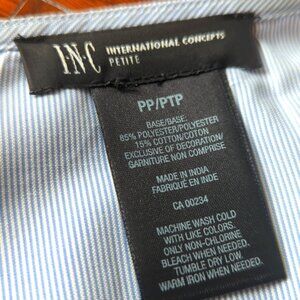 I·N·C INTERNATIONAL CONCEPTS
PETITE
PP/PTP
BASE/BASE:
85% POLYESTER/POLYESTER
15% COTTON/COTON
EXCLUSIVE OF DECORATION/
GARNITURE NON COMPRISE
MADE IN INDIA
FABRIQUÉ EN INDE
CA 00234
MACHINE WASH COLD
WITH LIKE COLORS.
ONLY NON-CHLORINE
BLEACH WHEN NEEDED.
TUMBLE DRY LOW
WARM IRON WHEN NEEDED.